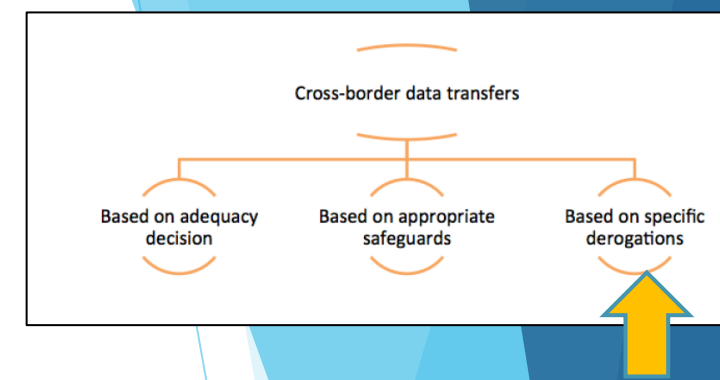 Cross-border data transfers
Based on adequacy
decision
Based on appropriate
safeguards
Based on specific
derogations